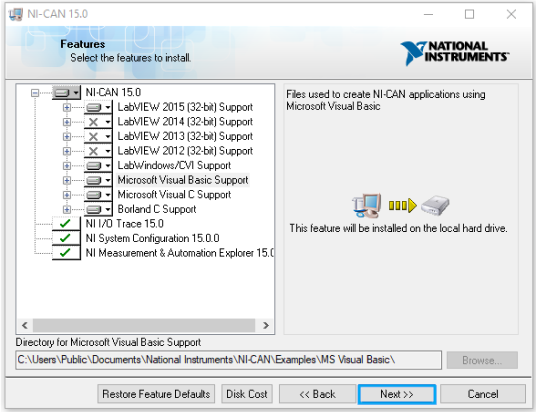 NI-CAN 15.0
Features
Select the features to install.
NATIONAL
INSTRUMENTS
NI-CAN 15.0
LabVIEW 2015 (32-bit) Support
LabVIEW 2014 (32-bit) Support
LabVIEW 2013 (32-bit) Support
LabVIEW 2012 (32-bit) Support
LabWindows/CVI Support
Microsoft Visual Basic Support
Microsoft Visual C Support
Borland C Support
NI I/O Trace 15.0
NI System Configuration 15.0.0
NI Measurement & Automation Explorer 15.0
Files used to create NI-CAN applications using
Microsoft Visual Basic
This feature will be installed on the local hard drive.
Directory for Microsoft Visual Basic Support
C:\Users\Public\Documents\National Instruments\NI-CAN\Examples\MS Visual Basic\
Browse...
Restore Feature Defaults
Disk Cost
<< Back
Next >>
Cancel